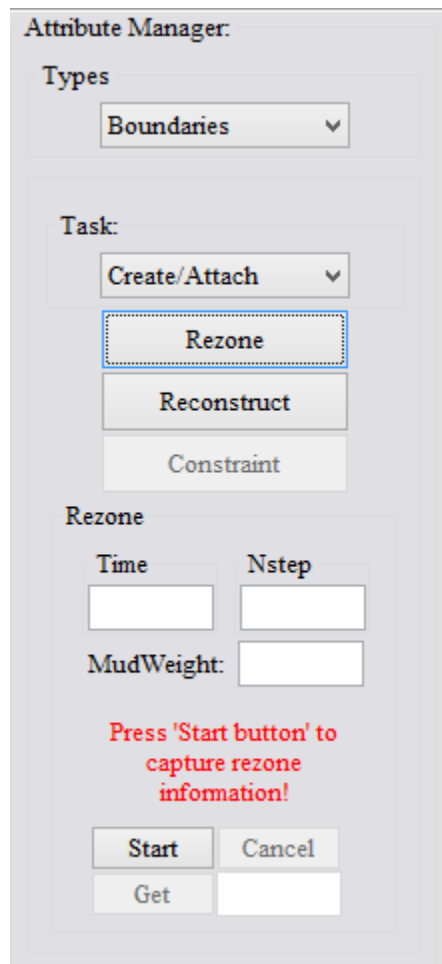 Attribute Manager:
Types
Boundaries
Task:
Create/Attach
Rezone
Reconstruct
Constraint
Rezone
Time Nstep
MudWeight:
Press 'Start button' to
capture rezone
information!
Start Cancel
Get